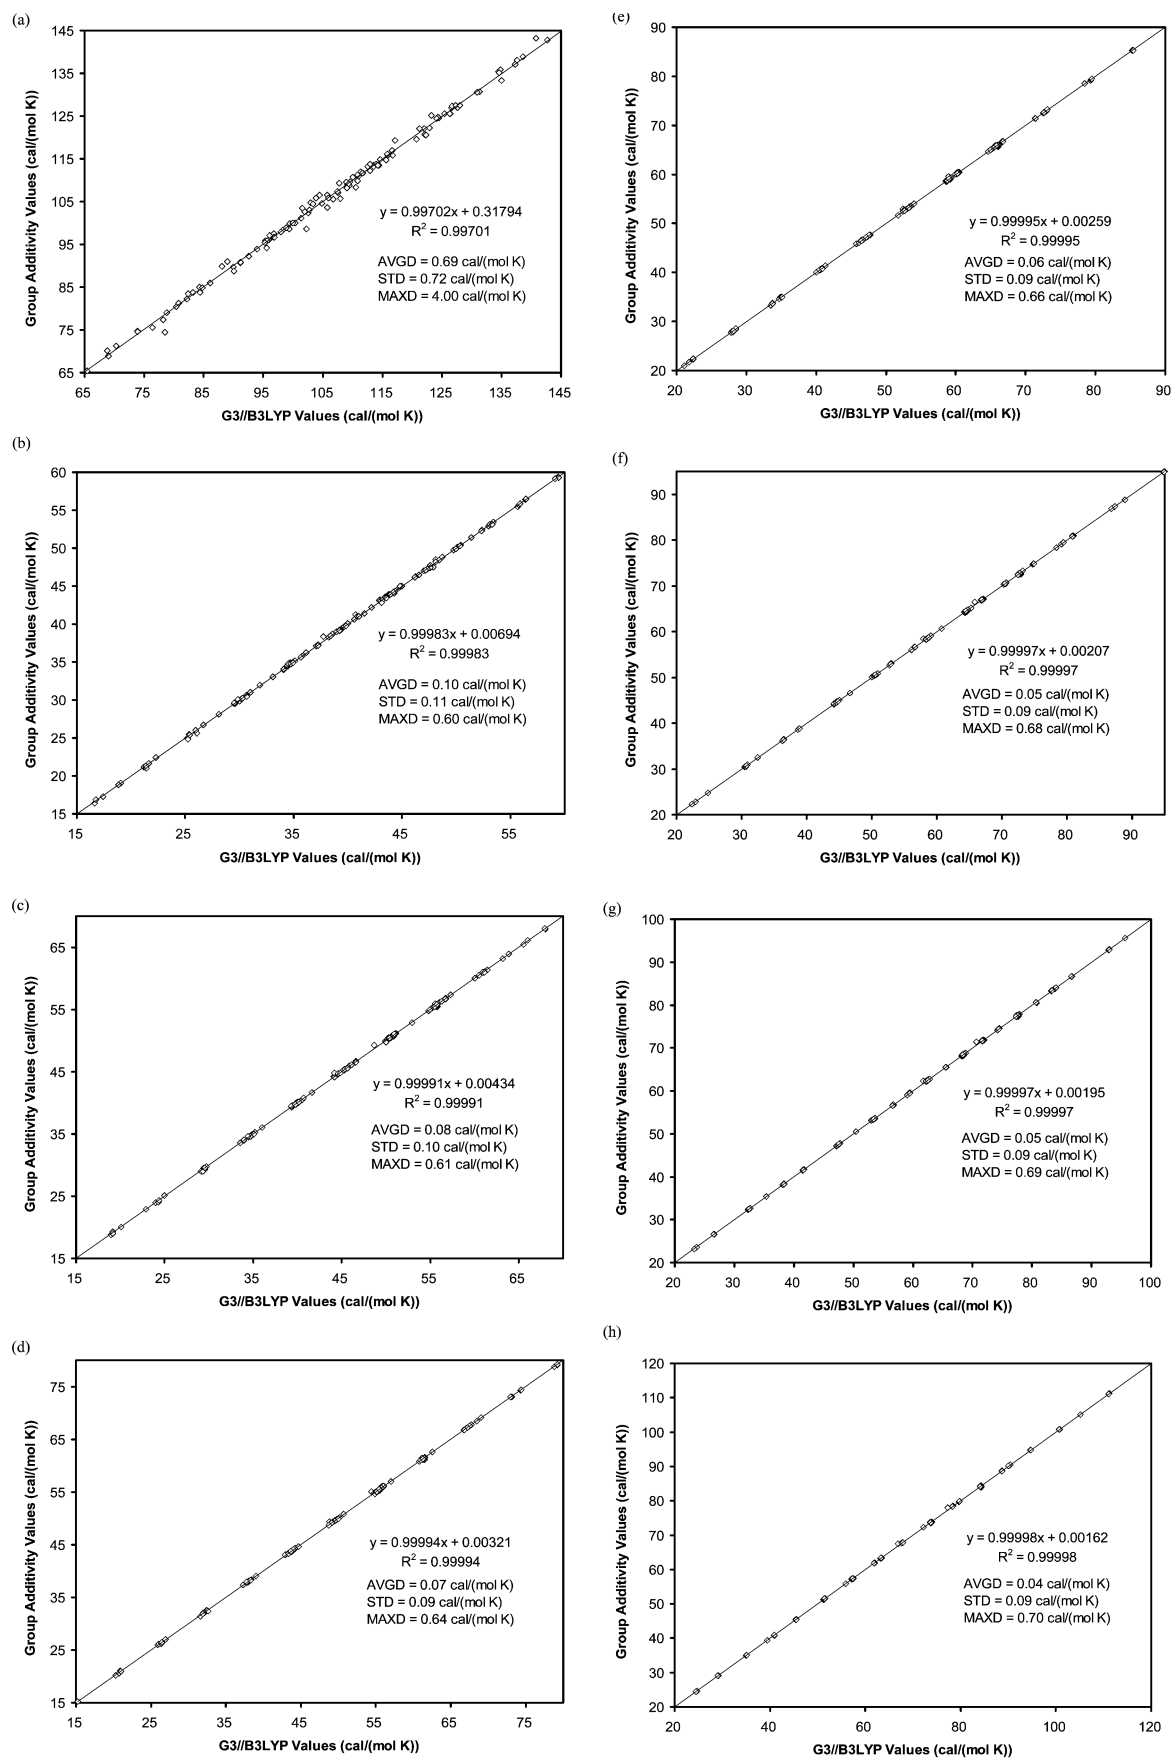 (a)
145
135
125
115
105
95
85
75
65
Group Additivity Values (cal/(mol K))
y = 0.99702x + 0.31794
R² = 0.99701
AVGD = 0.69 cal/(mol K)
STD = 0.72 cal/(mol K)
MAXD = 4.00 cal/(mol K)
65 75 85 95 105 115 125 135 145
G3//B3LYP Values (cal/(mol K))
(b)
60
55
50
45
40
35
30
25
20
15
Group Additivity Values (cal/(mol K))
y = 0.99983x + 0.00694
R² = 0.99983
AVGD = 0.10 cal/(mol K)
STD = 0.11 cal/(mol K)
MAXD = 0.60 cal/(mol K)
15 25 35 45 55
G3//B3LYP Values (cal/(mol K))
(c)
65
55
45
35
25
15
Group Additivity Values (cal/(mol K))
y = 0.99991x + 0.00434
R² = 0.99991
AVGD = 0.08 cal/(mol K)
STD = 0.10 cal/(mol K)
MAXD = 0.61 cal/(mol K)
15 25 35 45 55 65
G3//B3LYP Values (cal/(mol K))
(d)
75
65
55
45
35
25
15
Group Additivity Values (cal/(mol K))
y = 0.99994x + 0.00321
R² = 0.99994
AVGD = 0.07 cal/(mol K)
STD = 0.09 cal/(mol K)
MAXD = 0.64 cal/(mol K)
15 25 35 45 55 65 75
G3//B3LYP Values (cal/(mol K))
(e)
90
80
70
60
50
40
30
20
Group Additivity Values (cal/(mol K))
y = 0.99995x + 0.00259
R² = 0.99995
AVGD = 0.06 cal/(mol K)
STD = 0.09 cal/(mol K)
MAXD = 0.66 cal/(mol K)
20 30 40 50 60 70 80 90
G3//B3LYP Values (cal/(mol K))
(f)
90
80
70
60
50
40
30
20
Group Additivity Values (cal/(mol K))
y = 0.99997x + 0.00207
R² = 0.99997
AVGD = 0.05 cal/(mol K)
STD = 0.09 cal/(mol K)
MAXD = 0.68 cal/(mol K)
20 30 40 50 60 70 80 90
G3//B3LYP Values (cal/(mol K))
(g)
100
90
80
70
60
50
40
30
20
Group Additivity Values (cal/(mol K))
y = 0.99997x + 0.00195
R² = 0.99997
AVGD = 0.05 cal/(mol K)
STD = 0.09 cal/(mol K)
MAXD = 0.69 cal/(mol K)
20 30 40 50 60 70 80 90 100
G3//B3LYP Values (cal/(mol K))
(h)
120
110
100
90
80
70
60
50
40
30
20
Group Additivity Values (cal/(mol K))
y = 0.99998x + 0.00162
R² = 0.99998
AVGD = 0.04 cal/(mol K)
STD = 0.09 cal/(mol K)
MAXD = 0.70 cal/(mol K)
20 40 60 80 100 120
G3//B3LYP Values (cal/(mol K))